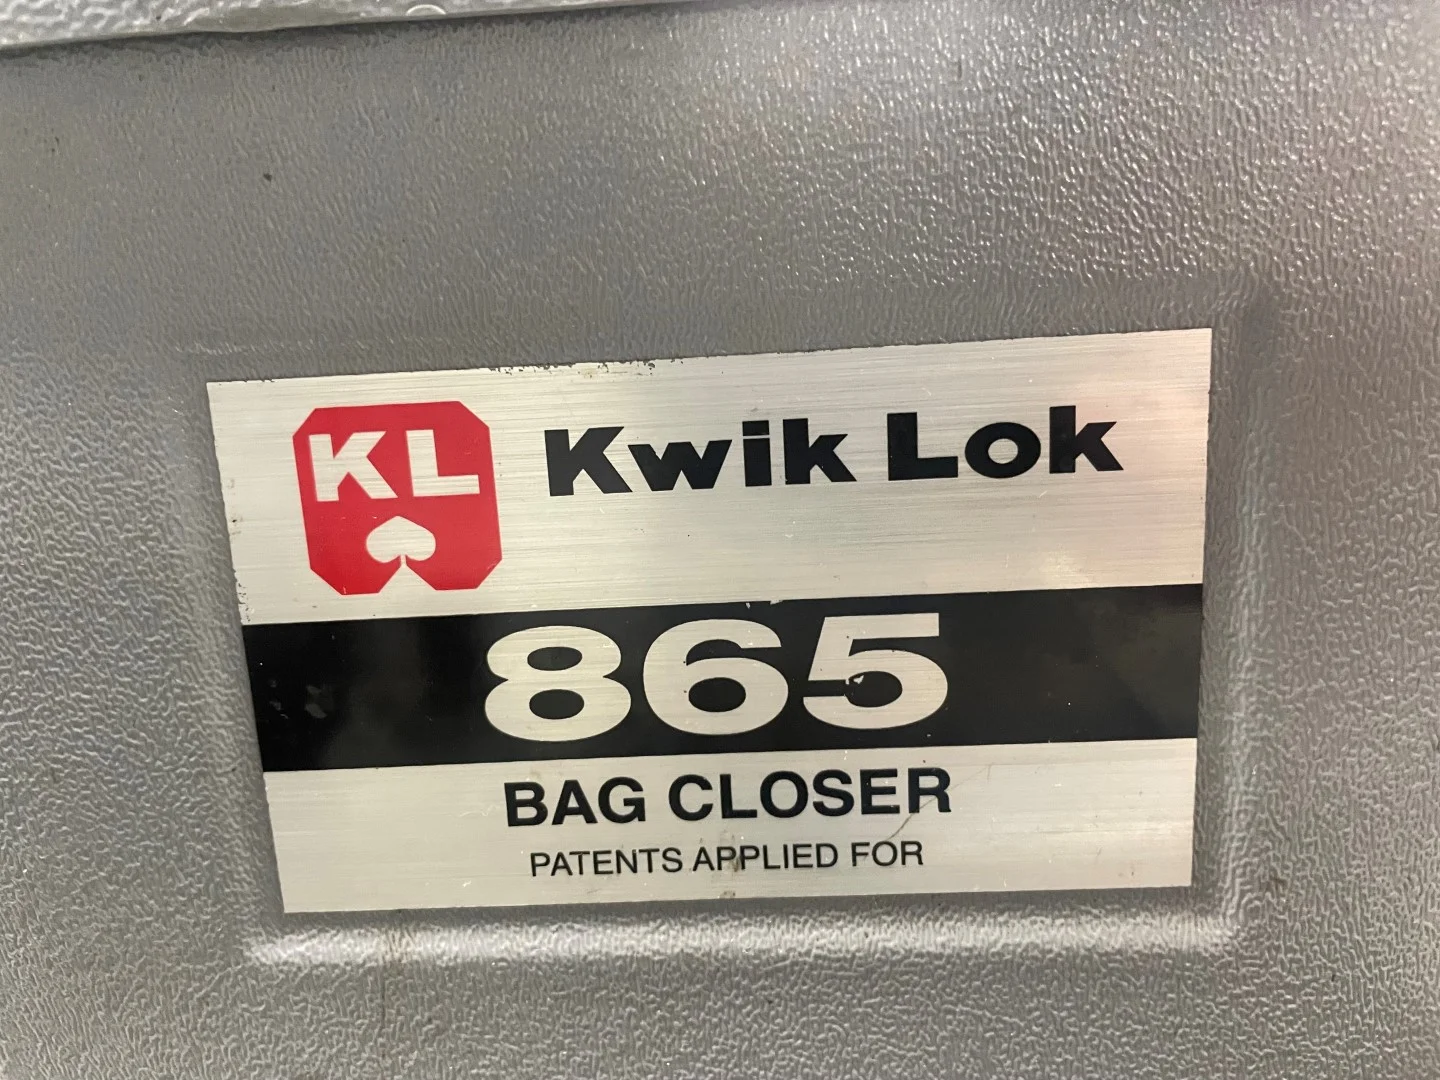 KL
Kwik Lok
865
BAG CLOSER
PATENTS APPLIED FOR